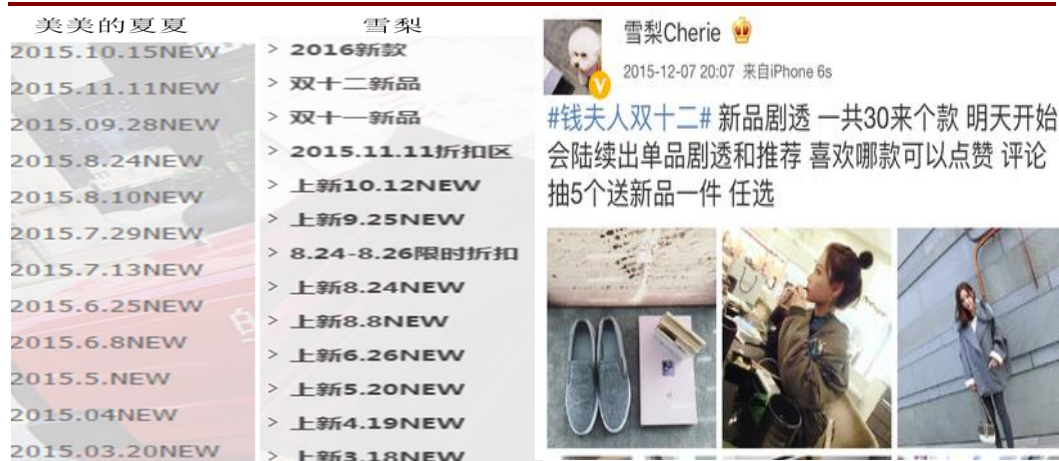 美美的夏夏
2015.10.15NEW
2015.11.11NEW
2015.09.28NEW
2015.8.24NEW
2015.8.10NEW
2015.7.29NEW
2015.7.13NEW
2015.6.25NEW
2015.6.8NEW
2015.5.NEW
2015.04NEW
2015.03.20NEW
雪梨
> 2016新款
> 双十二新品
> 双十一新品
> 2015.11.11折扣区
> 上新10.12NEW
> 上新9.25NEW
> 8.24-8.26限时折扣
> 上新8.24NEW
> 上新8.8NEW
> 上新6.26NEW
> 上新5.20NEW
> 上新4.19NEW
> 上新3.18NEW
雪梨Cherie
2015-12-07 20:07 来自iPhone 6s
#钱夫人双十二# 新品剧透 一共30来个款 明天开始
会陆续出单品剧透和推荐 喜欢哪款可以点赞 评论
抽5个送新品一件 任选